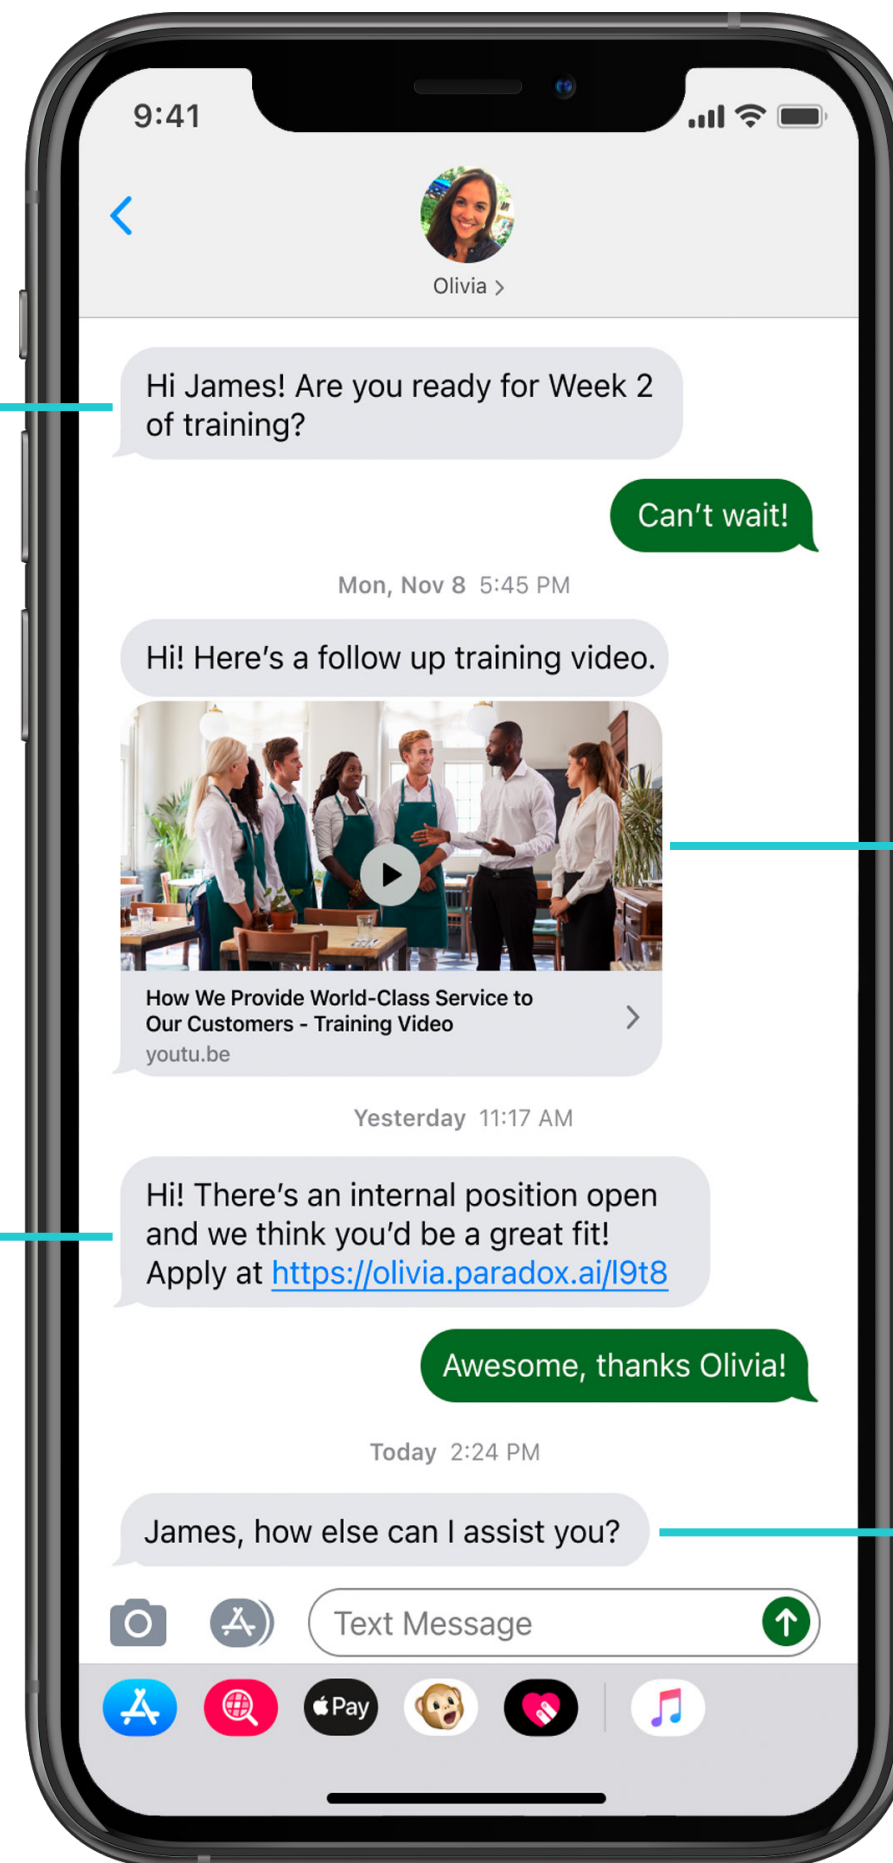 9:41
Olivia
Hi James! Are you ready for Week 2
of training?
Can't wait!
Mon, Nov 8 5:45 PM
Hi! Here's a follow up training video.
How We Provide World-Class Service to
Our Customers - Training Video
youtu.be
Yesterday 11:17 AM
Hi! There's an internal position open
and we think you'd be a great fit!
Apply at https://olivia.paradox.ai/l9t8
Awesome, thanks Olivia!
Today 2:24 PM
James, how else can I assist you?
Text Message
Pay